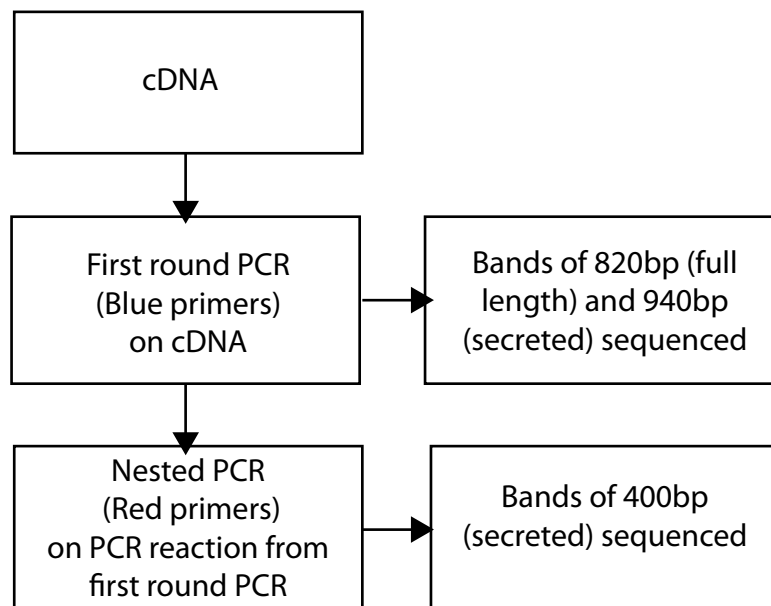 cDNA
First round PCR
(Blue primers)
on cDNA
Bands of 820bp (full
length) and 940bp
(secreted) sequenced
Nested PCR
(Red primers)
on PCR reaction from
first round PCR
Bands of 400bp
(secreted) sequenced